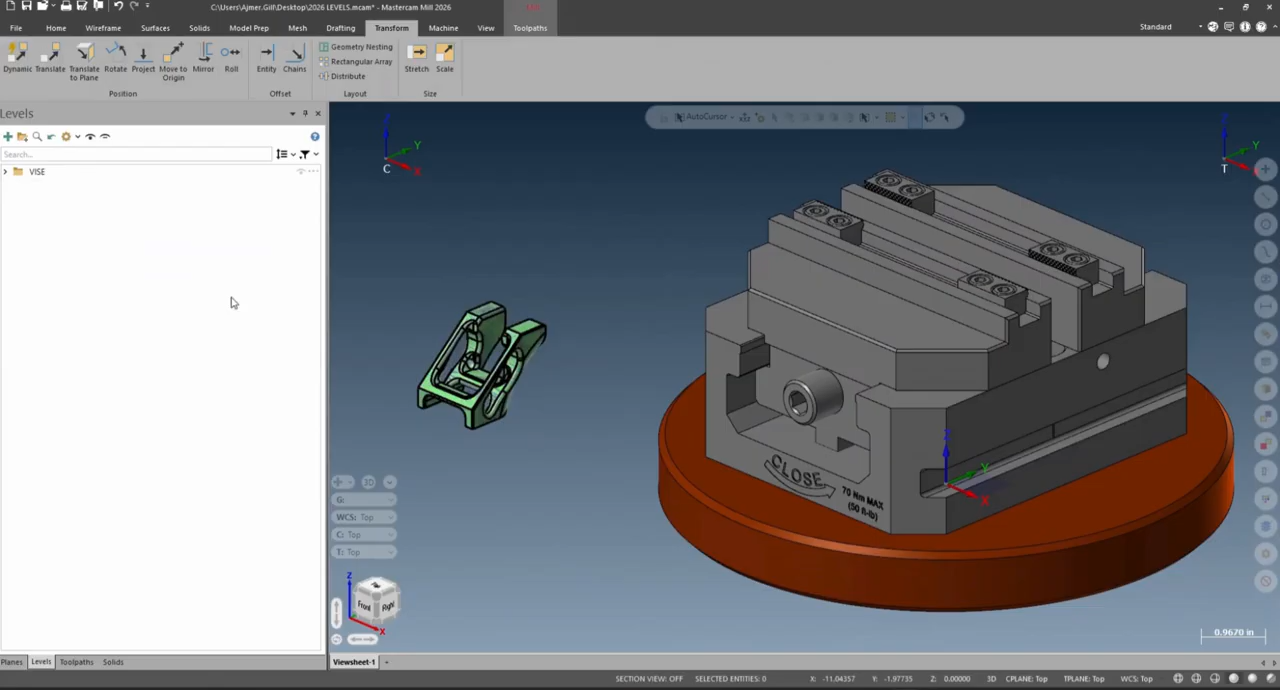 C:\Users\Ajmer.Gill\Desktop\2026 LEVELS.mcam* - Mastercam Mill 2026
File Home Wireframe Surfaces Solids Model Prep Mesh Drafting Transform Machine View Toolpaths Standard
Dynamic Translate Translate to Plane Rotate Project Move to Origin Mirror Roll Entity Chains Stretch Scale
Geometry Nesting
Rectangular Array
Distribute
Position Offset Layout Size
Levels
AutoCursor
Search...
VISE
Z
Y
X
C
Z
Y
X
T
CLOSE
70 Nm MAX
(50 ft-lb)
Z
Y
X
3D
G:
WCS: Top
C: Top
T: Top
Z
Front Right
X
0.9670 in
Planes Levels Toolpaths Solids
Viewsheet-1 +
SECTION VIEW: OFF SELECTED ENTITIES: 0 X: -11.04357 Y: -1.97735 Z: 0.00000 3D CPLANE: Top TPLANE: Top WCS: Top